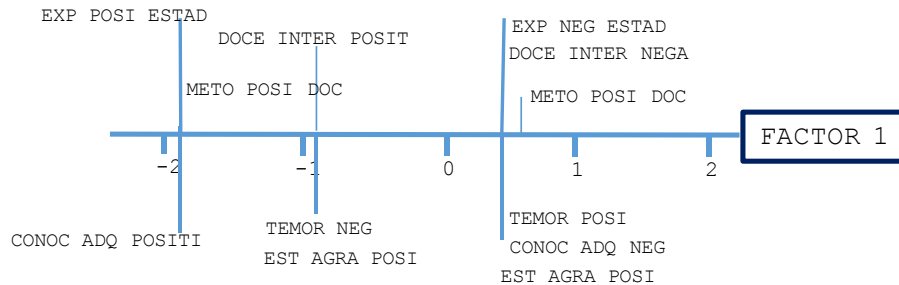 EXP POSI ESTAD
DOCE INTER POSIT
EXP NEG ESTAD
DOCE INTER NEGA
METO POSI DOC
METO POSI DOC
FACTOR 1
-2
-1
0
1
2
CONOC ADQ POSITI
TEMOR NEG
EST AGRA POSI
TEMOR POSI
CONOC ADQ NEG
EST AGRA POSI